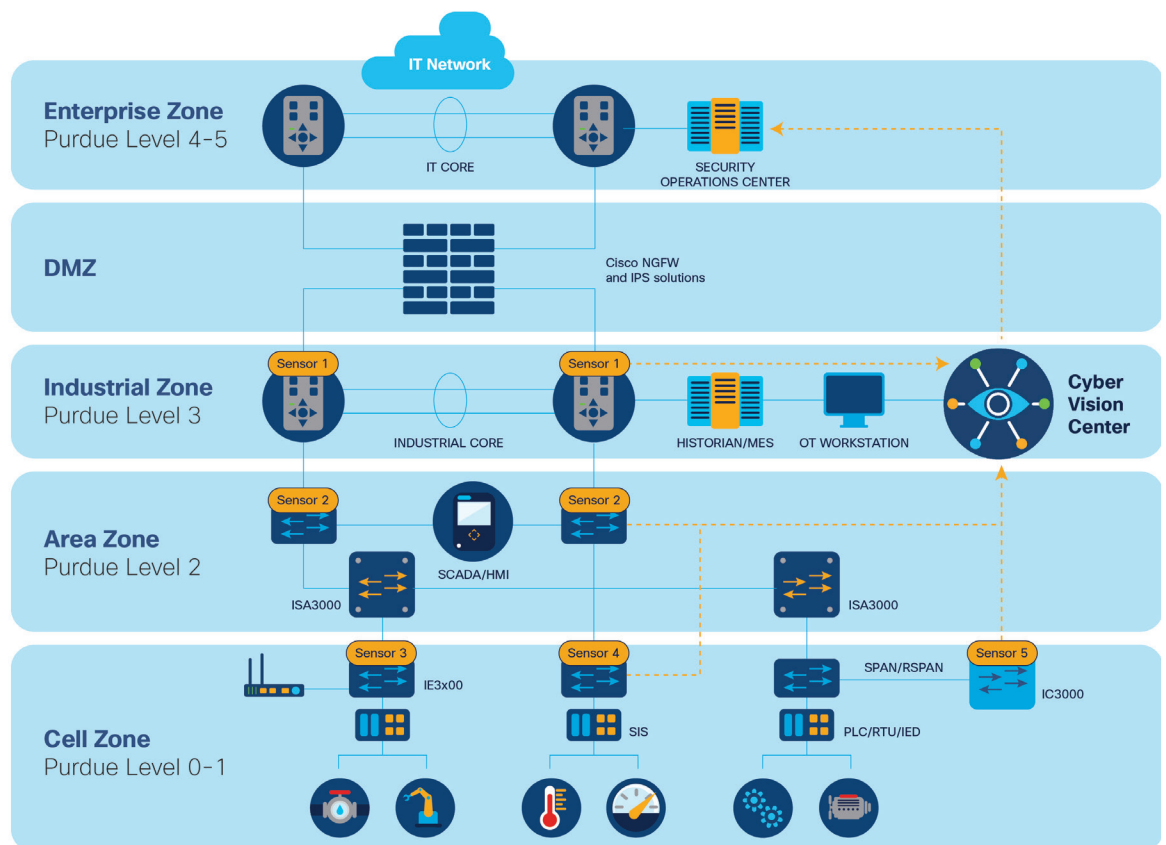 IT Network
Enterprise Zone
Purdue Level 4-5
IT CORE
SECURITY
OPERATIONS CENTER
DMZ
Cisco NGFW
and IPS solutions
Sensor 1
Sensor 1
Industrial Zone
Purdue Level 3
INDUSTRIAL CORE
HISTORIAN/MES
OT WORKSTATION
Cyber
Vision
Center
Sensor 2
Sensor 2
Area Zone
Purdue Level 2
SCADA/HMI
ISA3000
ISA3000
Sensor 3
Sensor 4
Sensor 5
SPAN/RSPAN
IE3x00
IC3000
SIS
PLC/RTU/IED
Cell Zone
Purdue Level 0-1